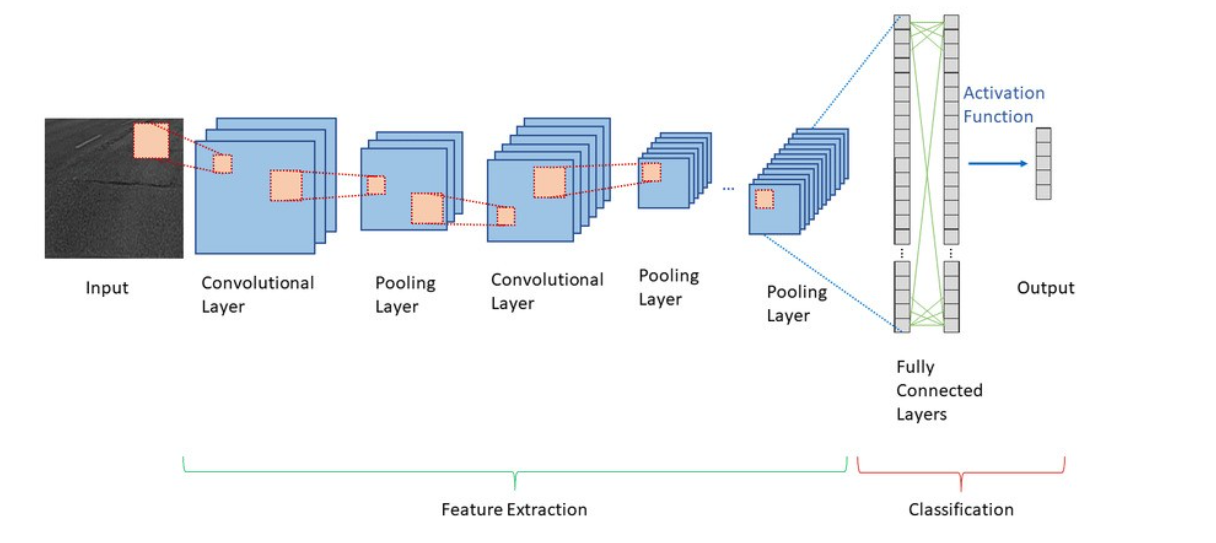 Activation
Function
Input
Convolutional
Layer
Pooling
Layer
Convolutional
Layer
Pooling
Layer
...
Pooling
Layer
Output
Fully
Connected
Layers
Feature Extraction
Classification